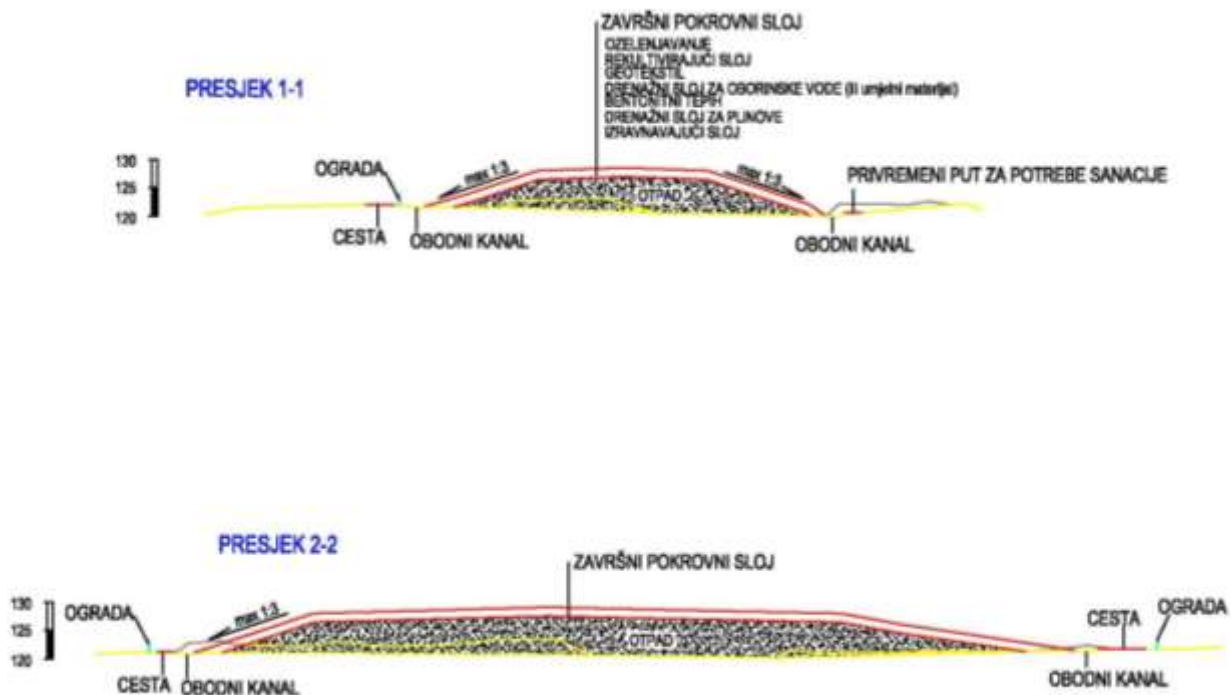 ZAVRŠNI POKROVNI SLOJ
OZELENJAVANJE
REKULTIVIRAJUĆI SLOJ
GEOTEKSTIL
DRENAŽNI SLOJ ZA OBORINSKE VODE (ili umjetni materijal)
BENTONITNI TEPIH
DRENAŽNI SLOJ ZA PLINOVE
IZRAVNAVAJUĆI SLOJ
PRESJEK 1-1
130
125
120
OGRADA
max 1:3
max 1:3
OTPAD
PRIVREMENI PUT ZA POTREBE SANACIJE
CESTA
OBODNI KANAL
OBODNI KANAL
PRESJEK 2-2
ZAVRŠNI POKROVNI SLOJ
130
125
120
OGRADA
max 1:3
OTPAD
CESTA
OGRADA
CESTA
OBODNI KANAL
OBODNI KANAL